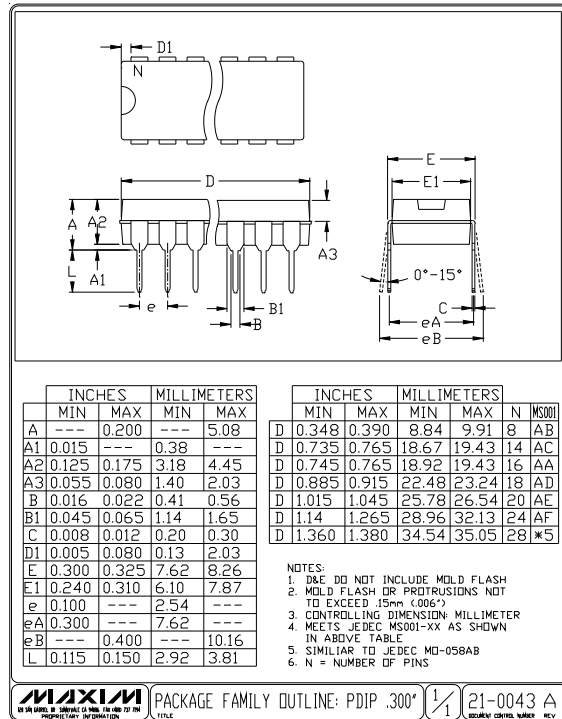 D1
N
D
A
A2
A3
L
A1
e
B1
B
E
E1
0°-15°
C
eA
eB
INCHES MILLIMETERS
MIN MAX MIN MAX
A --- 0.200 --- 5.08
A1 0.015 --- 0.38 ---
A2 0.125 0.175 3.18 4.45
A3 0.055 0.080 1.40 2.03
B 0.016 0.022 0.41 0.56
B1 0.045 0.065 1.14 1.65
C 0.008 0.012 0.20 0.30
D1 0.005 0.080 0.13 2.03
E 0.300 0.325 7.62 8.26
E1 0.240 0.310 6.10 7.87
e 0.100 --- 2.54 ---
eA 0.300 --- 7.62 ---
eB --- 0.400 --- 10.16
L 0.115 0.150 2.92 3.81
INCHES MILLIMETERS
MIN MAX MIN MAX N MS001
D 0.348 0.390 8.84 9.91 8 AB
D 0.735 0.765 18.67 19.43 14 AC
D 0.745 0.765 18.92 19.43 16 AA
D 0.885 0.915 22.48 23.24 18 AD
D 1.015 1.045 25.78 26.54 20 AE
D 1.14 1.265 28.96 32.13 24 AF
D 1.360 1.380 34.54 35.05 28 *5
NOTES:
1. D&E DO NOT INCLUDE MOLD FLASH
2. MOLD FLASH OR PROTRUSIONS NOT
TO EXCEED .15mm (.006")
3. CONTROLLING DIMENSION: MILLIMETER
4. MEETS JEDEC MS001-XX AS SHOWN
IN ABOVE TABLE
5. SIMILIAR TO JEDEC MO-058AB
6. N = NUMBER OF PINS
MAXIM
PROPRIETARY INFORMATION
PACKAGE FAMILY OUTLINE: PDIP .300"
TITLE
1/1
21-0043 A
DOCUMENT CONTROL NUMBER REV